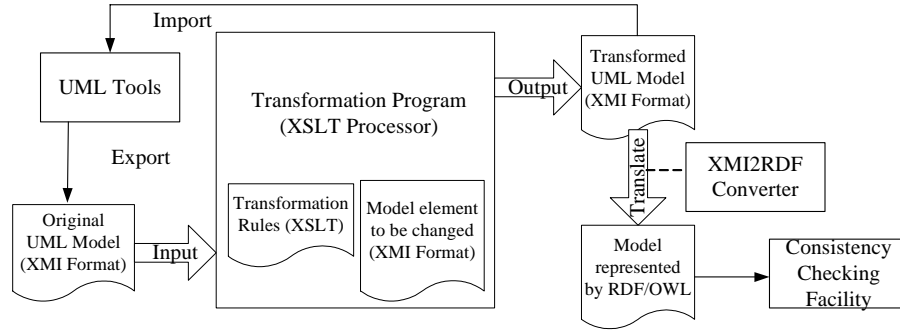 Import
UML Tools
Export
Original
UML Model
(XMI Format)
Input
Transformation Program
(XSLT Processor)
Transformation
Rules (XSLT)
Model element
to be changed
(XMI Format)
Output
Transformed
UML Model
(XMI Format)
Translate
XMI2RDF
Converter
Model
represented
by RDF/OWL
Consistency
Checking
Facility